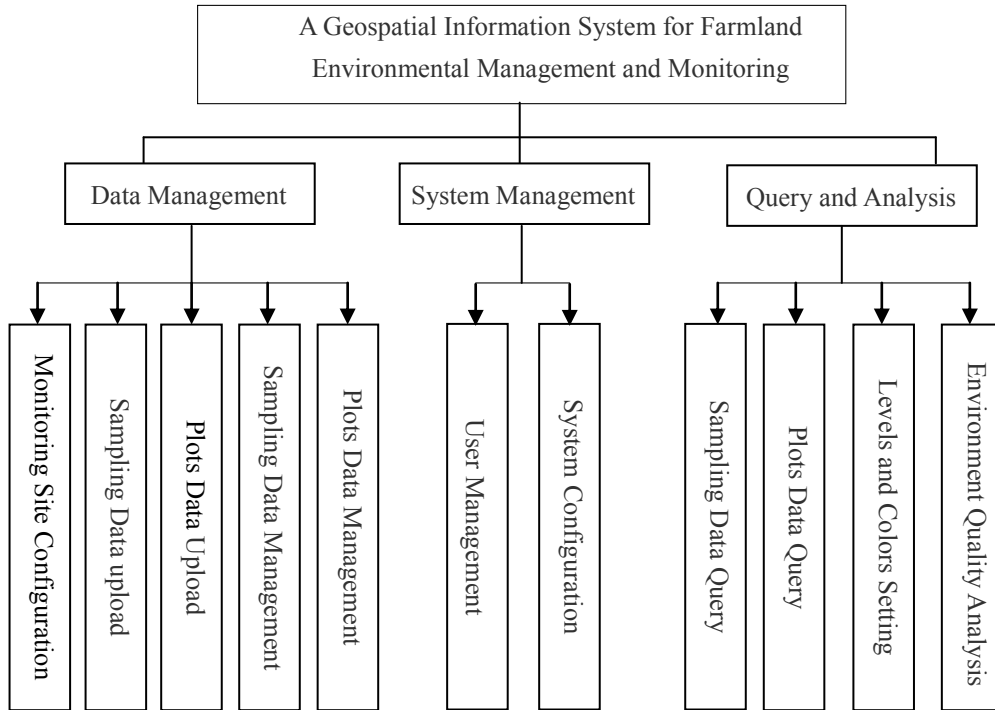 A Geospatial Information System for Farmland
Environmental Management and Monitoring
Data Management
System Management
Query and Analysis
Monitoring Site Configuration
Sampling Data upload
Plots Data Upload
Sampling Data Management
Plots Data Management
User Management
System Configuration
Sampling Data Query
Plots Data Query
Levels and Colors Setting
Environment Quality Analysis